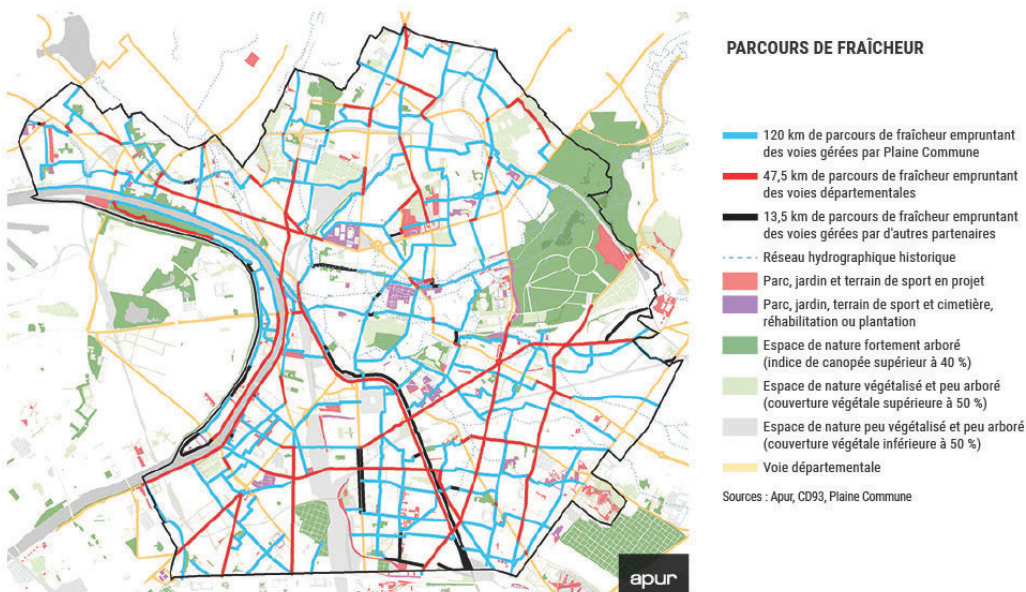 PARCOURS DE FRAÎCHEUR
120 km de parcours de fraîcheur empruntant
des voies gérées par Plaine Commune
47,5 km de parcours de fraîcheur empruntant
des voies départementales
13,5 km de parcours de fraîcheur empruntant
des voies gérées par d'autres partenaires
Réseau hydrographique historique
Parc, jardin et terrain de sport en projet
Parc, jardin, terrain de sport et cimetière,
réhabilitation ou plantation
Espace de nature fortement arboré
(indice de canopée supérieur à 40 %)
Espace de nature végétalisé et peu arboré
(couverture végétale supérieure à 50 %)
Espace de nature peu végétalisé et peu arboré
(couverture végétale inférieure à 50 %)
Voie départementale
Sources : Apur, CD93, Plaine Commune
apur